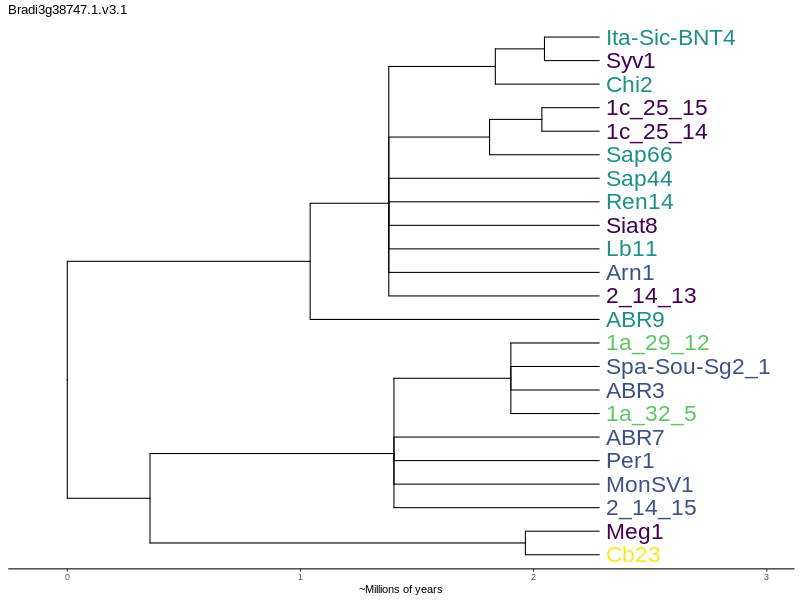 Bradi3g38747.1.v3.1
Ita-Sic-BNT4
Syv1
Chi2
1c_25_15
1c_25_14
Sap66
Sap44
Ren14
Siat8
Lb11
Arn1
2_14_13
ABR9
1a_29_12
Spa-Sou-Sg2_1
ABR3
1a_32_5
ABR7
Per1
MonSV1
2_14_15
Meg1
Cb23
0 1 2 3
~Millions of years